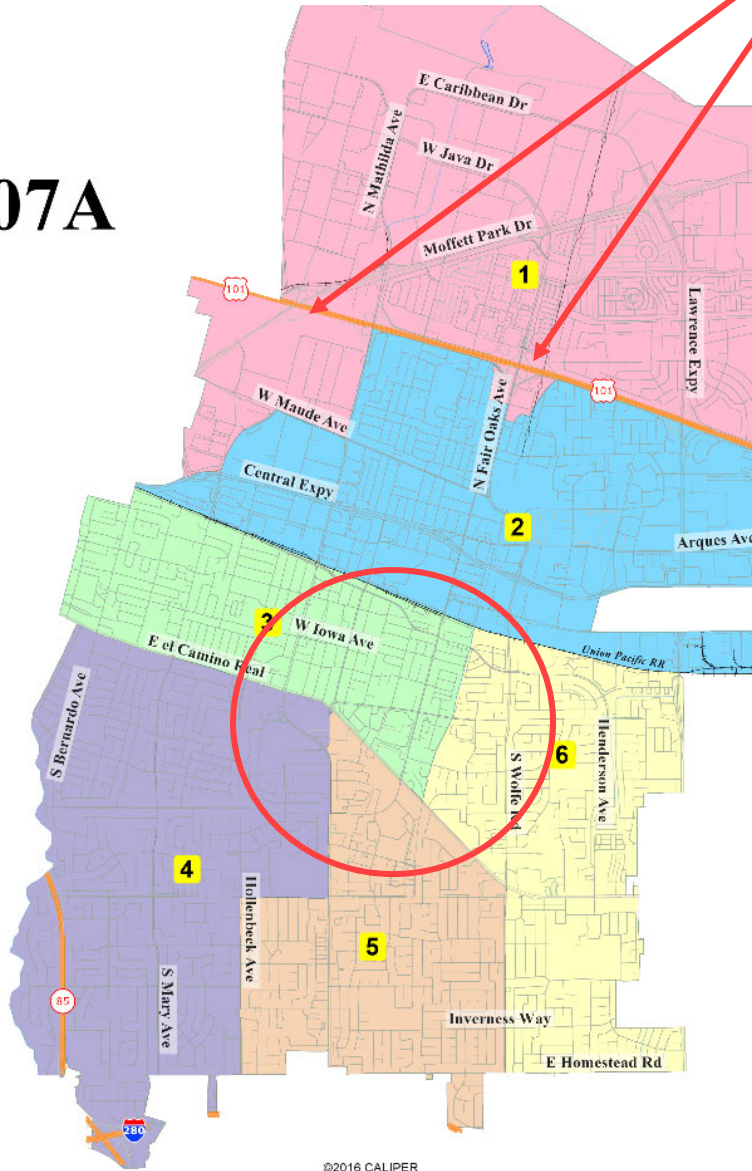 E Caribbean Dr
N Mathilda Ave
W Java Dr
07A
Moffett Park Dr
1
101
Lawrence Expy
101
W Maude Ave
N Fair Oaks Ave
Central Expy
2
Arques Ave
3
W Iowa Ave
E el Camino Real
Union Pacific RR
S Bernardo Ave
6
S Wolfe Rd
Henderson Ave
4
Hollenbeck Ave
5
S Mary Ave
85
Inverness Way
E Homestead Rd
280
©2016 CALIPER